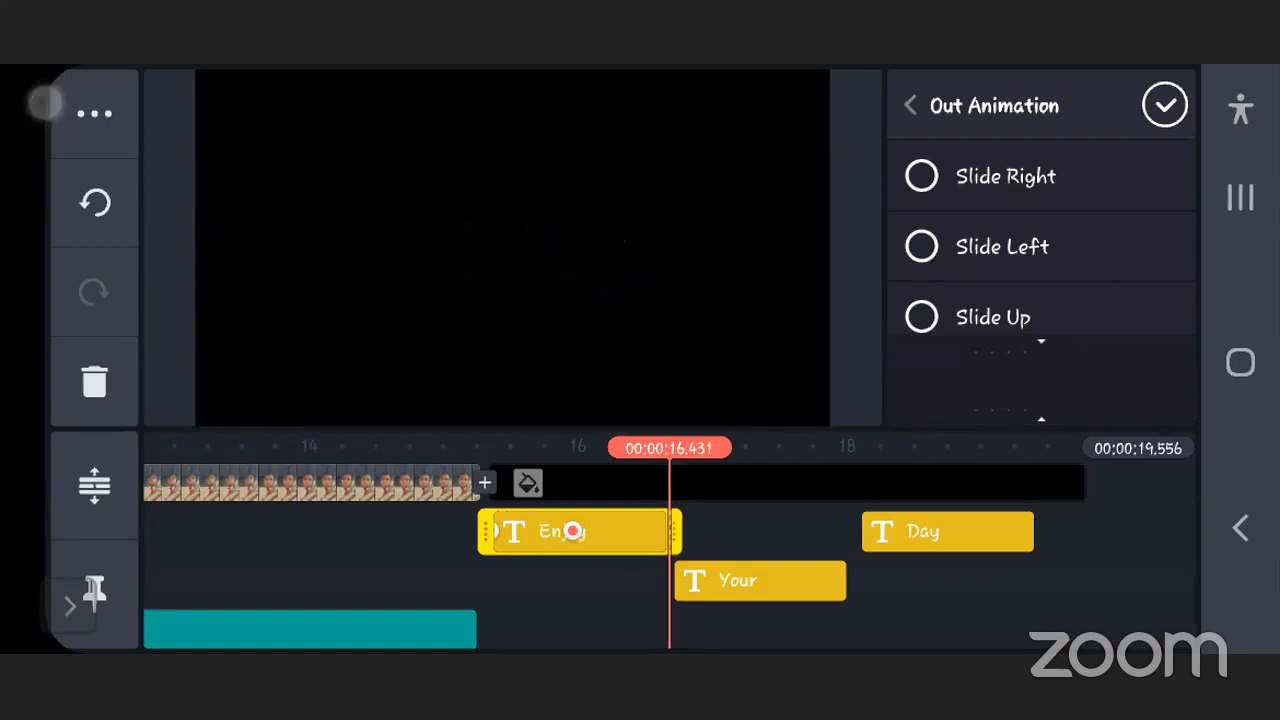 Out Animation
Slide Right
Slide Left
Slide Up
14
16
00:00:16.431
18
00:00:19.556
T Enjoy
T Day
T Your
zoom